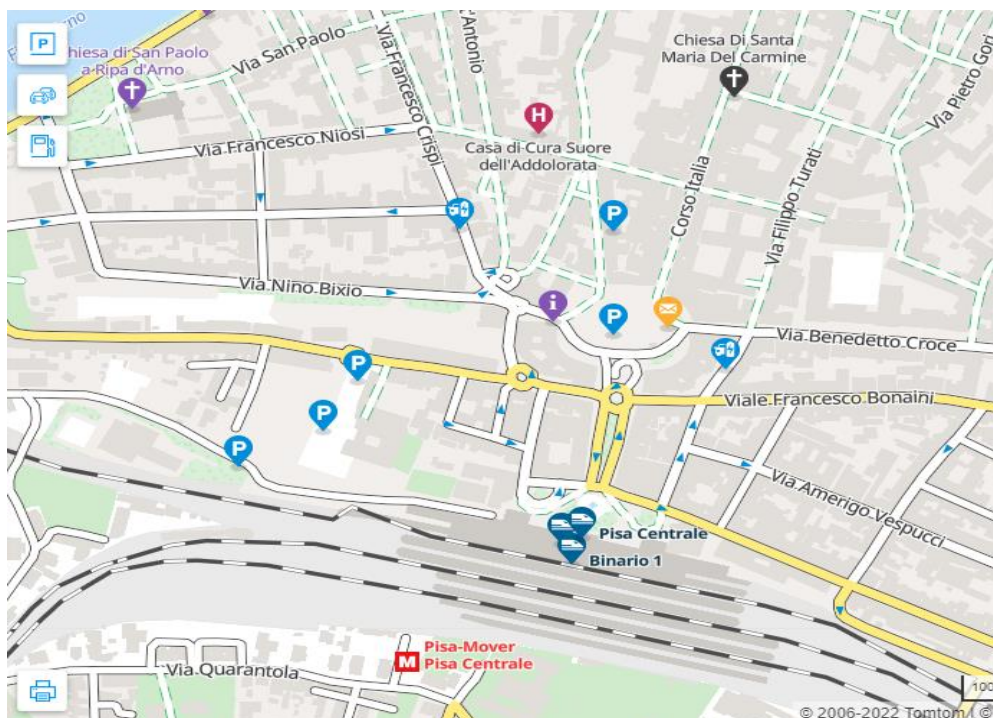 P
Chiesa di San Paolo
a Ripa d'Arno
Via San Paolo
Via Francesco Crispi
d'Antonio
Chiesa Di Santa
Maria Del Carmine
Via Pietro Gori
H
Casa di Cura Suore
dell'Addolorata
Via Francesco Niosi
Corso Italia
Via Filippo Turati
P
Via Nino Bixio
i
P
Via Benedetto Croce
P
Viale Francesco Bonaini
P
P
Via Amerigo Vespucci
Pisa Centrale
Binario 1
M
Pisa-Mover
Pisa Centrale
Via Quarantola
100
© 2006-2022 Tomtom | ©